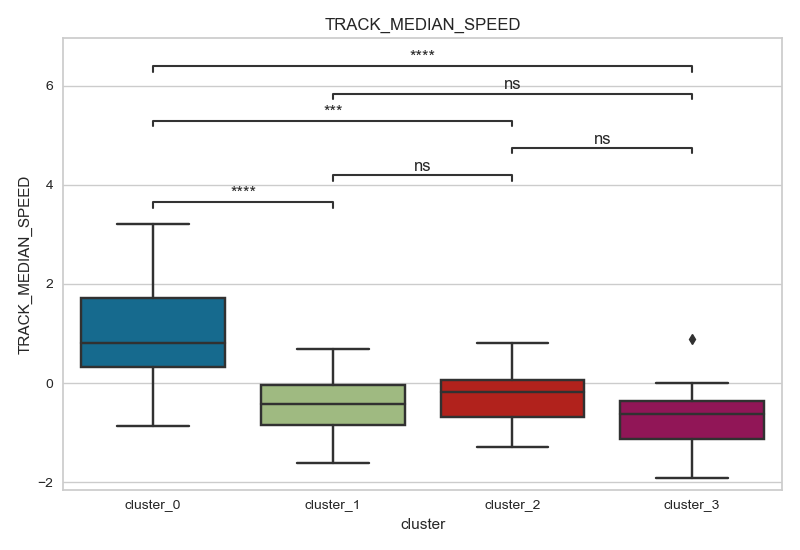 TRACK_MEDIAN_SPEED
****
6
ns
***
ns
ns
4
****
2
0
−2
TRACK_MEDIAN_SPEED
cluster_0
cluster_1
cluster_2
cluster_3
cluster